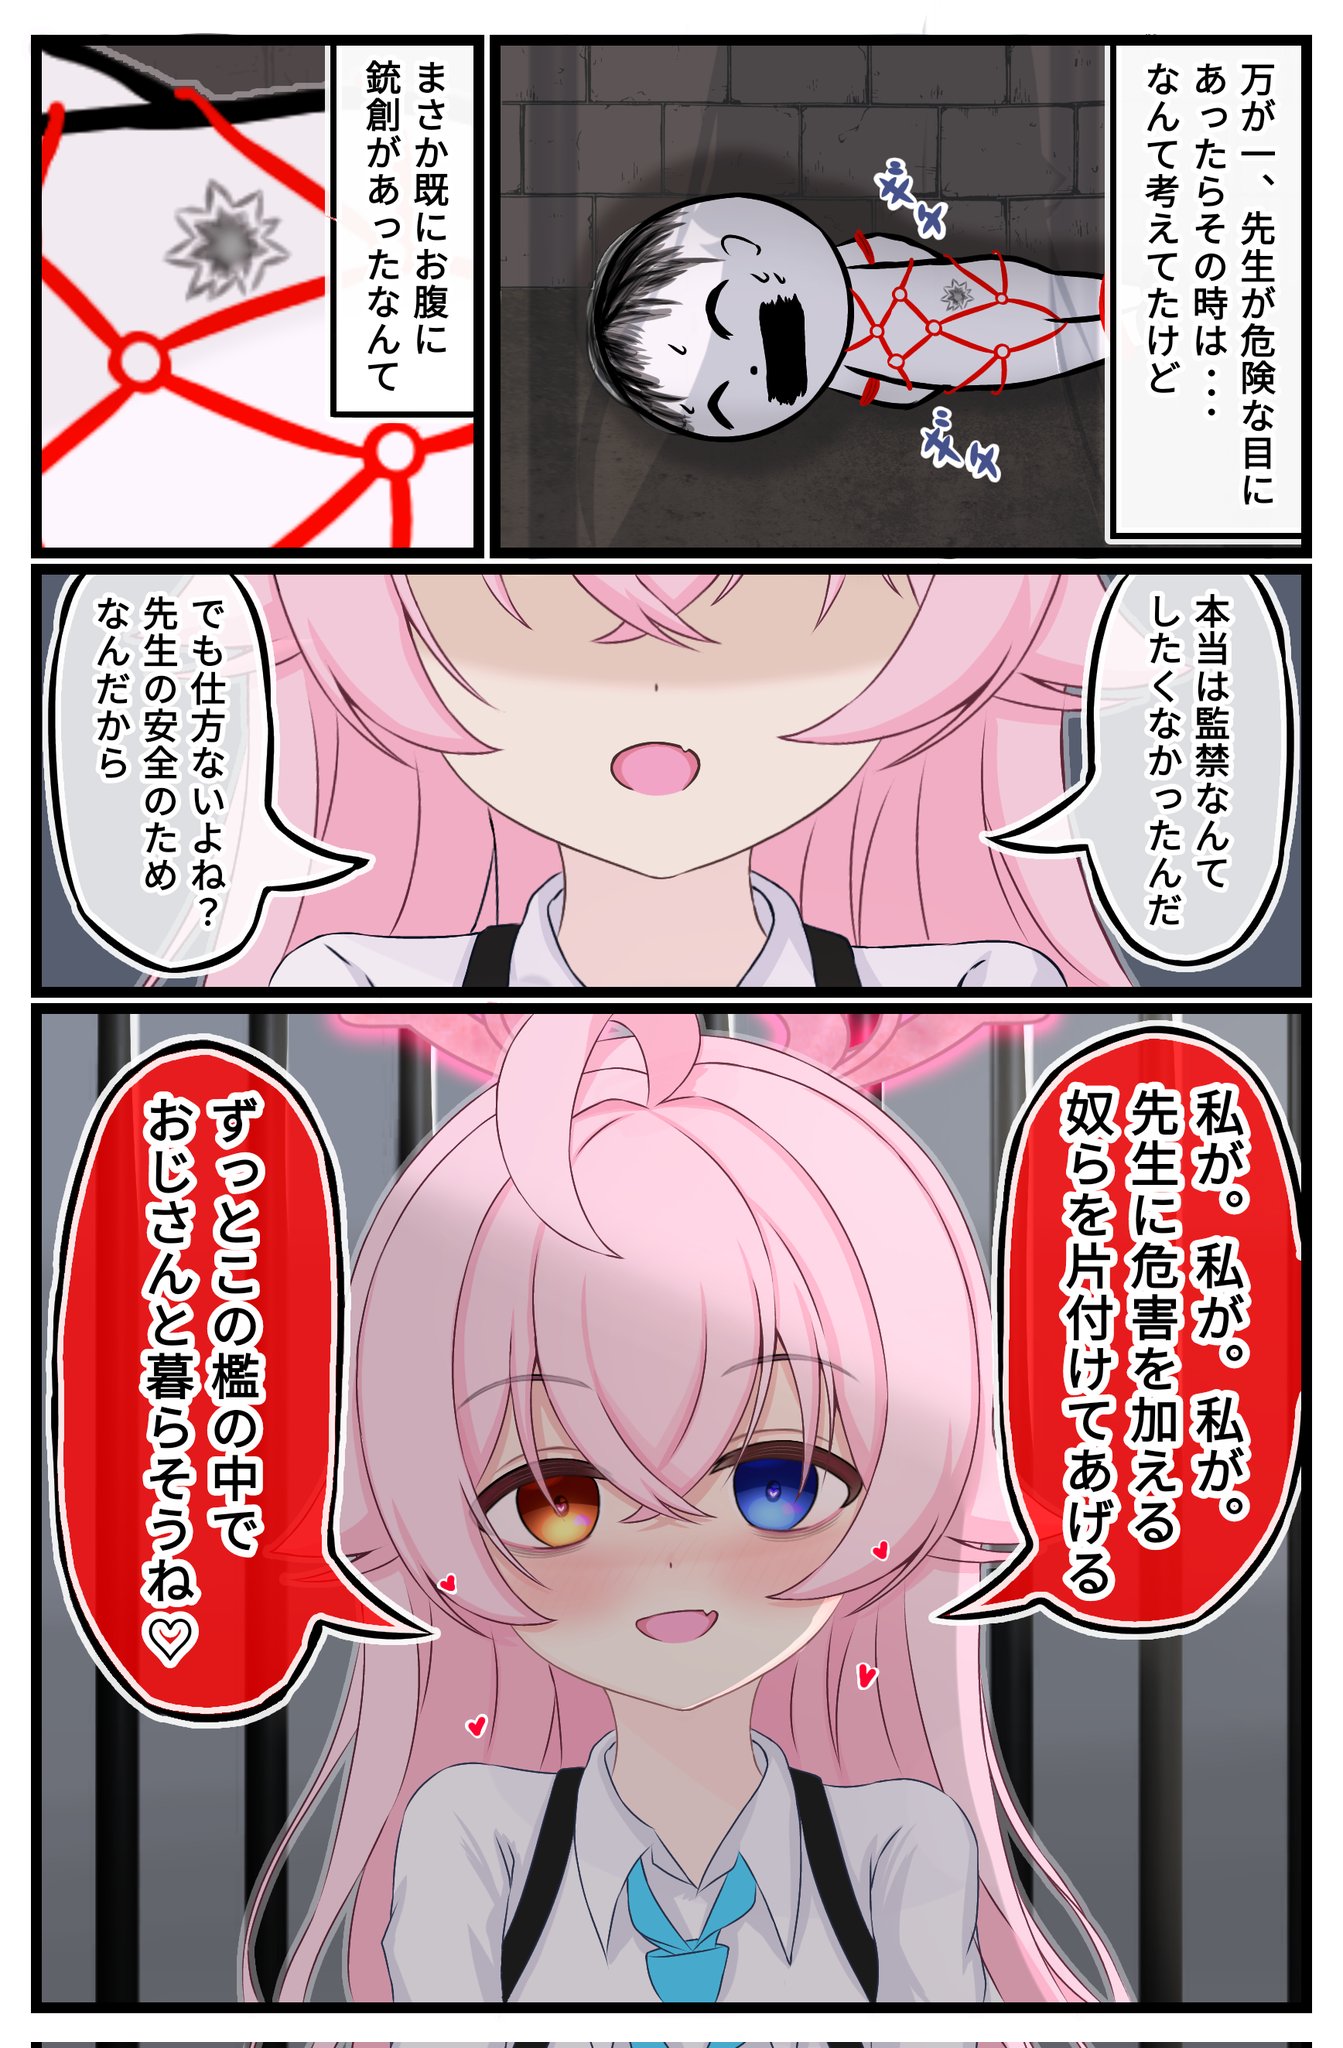 万が一、先生が危険な目に
あったらその時は・・・
なんて考えてたけど
ギチ
ギチ
まさか既にお腹に
銃創があったなんて
本当は監禁なんて
したくなかったんだ
でも仕方ないよね？
先生の安全のため
なんだから
私が。私が。私が。
先生に危害を加える
奴らを片付けてあげる
ずっとこの檻の中で
おじさんと暮らそうね♡